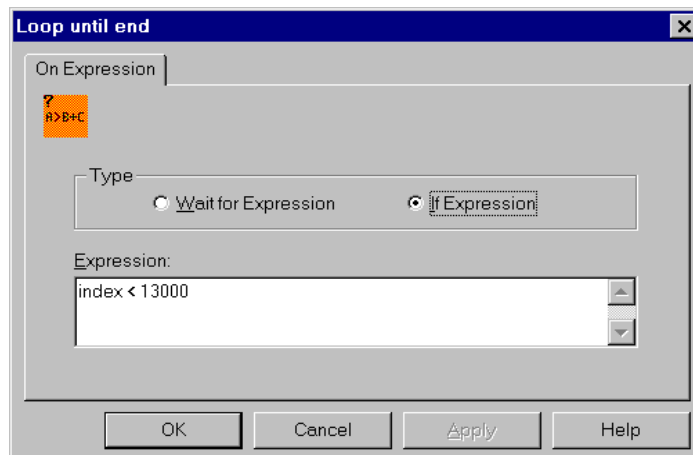 Loop until end
On Expression
?
A>B+C
Type
Wait for Expression If Expression
Expression:
index < 13000
OK Cancel Apply Help